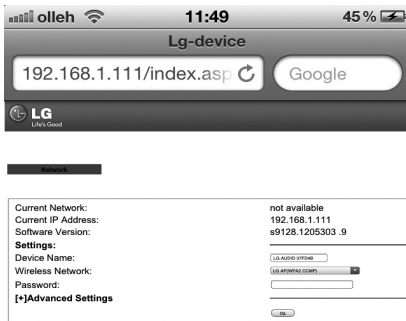 olleh 11:49 45 %
Lg-device
192.168.1.111/index.asp Google
LG
Life's Good
Network
Current Network: not available
Current IP Address: 192.168.1.111
Software Version: s9128.1205303 .9
Settings:
Device Name: LG AUDIO 37FD4B
Wireless Network: LG AP(WPA2 CCMP)
Password:
[+]Advanced Settings
Ok